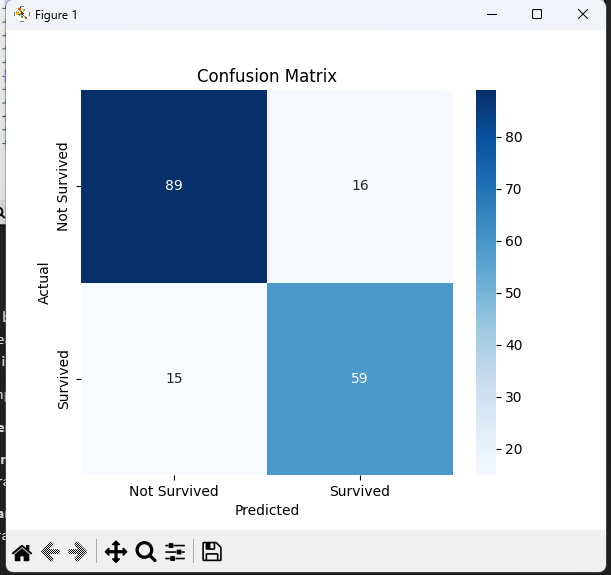 Figure 1
Confusion Matrix
Not Survived
89
16
80
70
60
50
40
30
20
Actual
Survived
15
59
Not Survived
Survived
Predicted